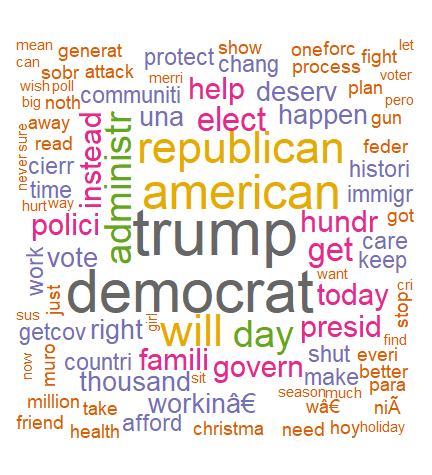 mean generat protect show oneforc let
can chang process fight
sobr attack merri voter
wish poll communiti help deserv plan
big noth una elect happen pero
never sure away instead administr republican gun
read feder
cierr american histori
time immigr
hurt way polici trump hundr got
work vote get care keep
democrat want cri
just today stop
sus getcov right girl will day presid find
now muro countri famili govern shut everi
thousand sit make better
million take workinâ€ season much para
friend afford wâ€ niÃ
health christma need hoy holiday